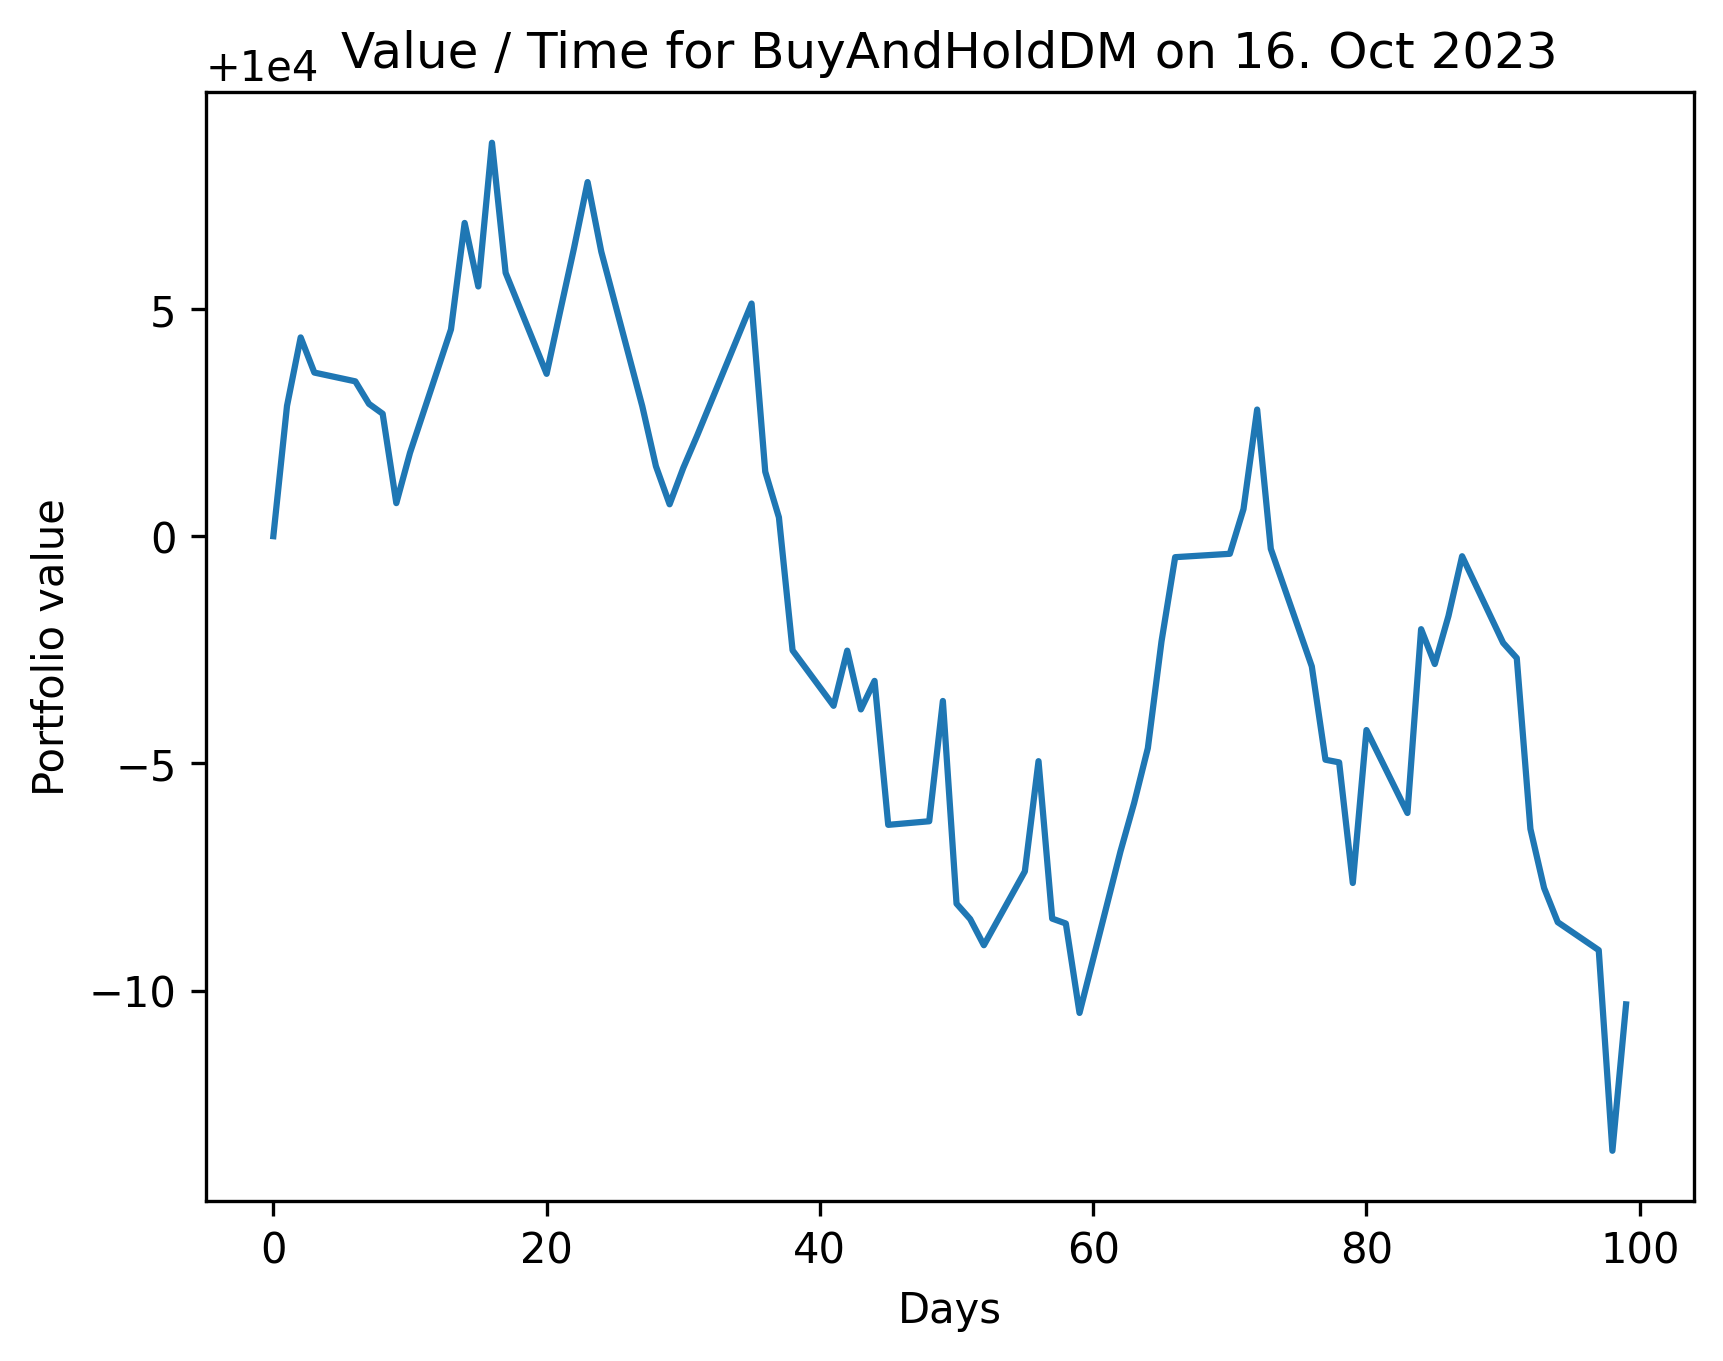 Value / Time for BuyAndHoldDM on 16. Oct 2023
+1e4
5
0
−5
−10
Portfolio value
0 20 40 60 80 100
Days